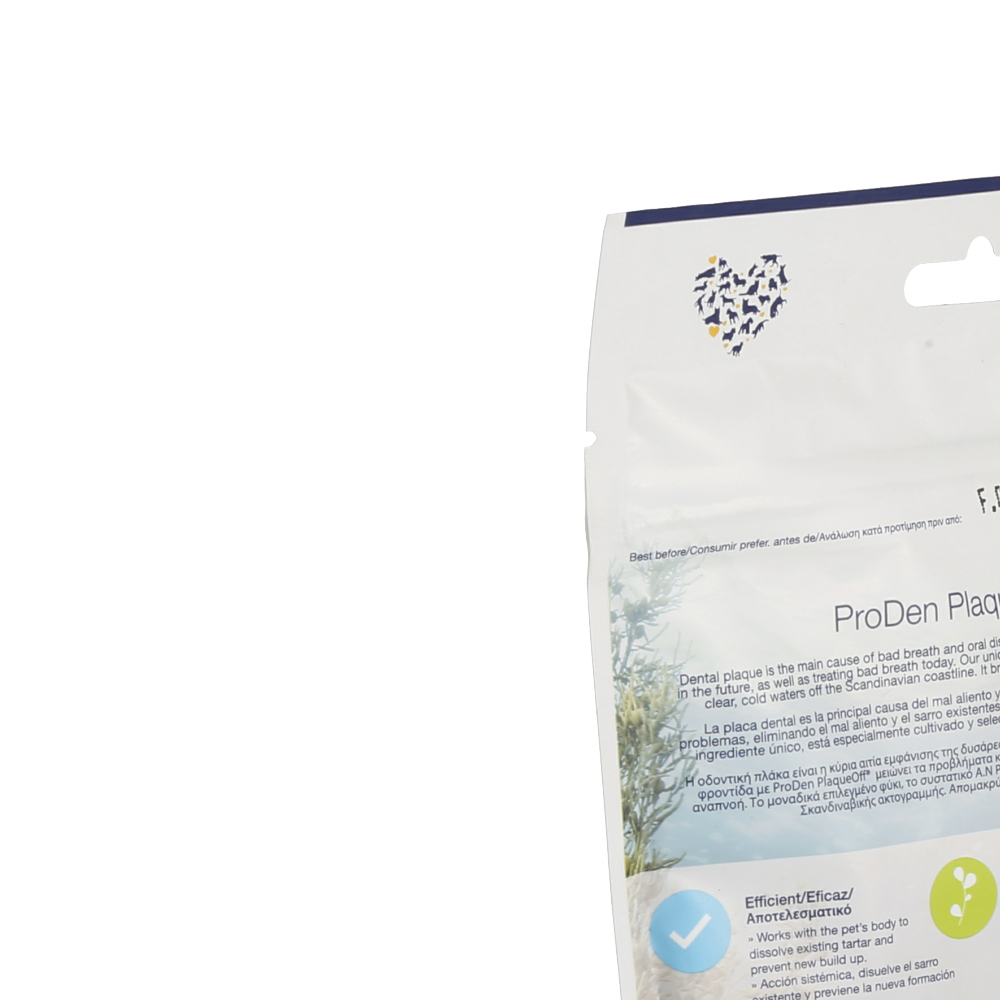 F.
Best before/Consumir prefer. antes de/Ανάλωση κατά προτίμηση πριν από:
ProDen
Dental plaque is the main cause of bad breath and oral
in the future, as well as treating bad breath today. Our
clear, cold waters off the Scandinavian coastline. It
La placa dental es la principal causa del mal aliento y
problemas, eliminando el mal aliento y el sarro existentes
ingrediente único, está especialmente cultivado y
Η οδοντική πλάκα είναι η κύρια αιτία εμφάνισης της
φροντίδα με ProDen PlaqueOff® μειώνει τα προβλήματα
αναπνοή. Το μοναδικά επιλεγμένο φύκι, το συστατικό A.N
Σκανδιναβικής ακτογραμμής.
Efficient/Eficaz/
Αποτελεσματικό
» Works with the pet's body to
dissolve existing tartar and
prevent new build up.
» Acción sistémica, disuelve el sarro
existente y previene la nueva formación